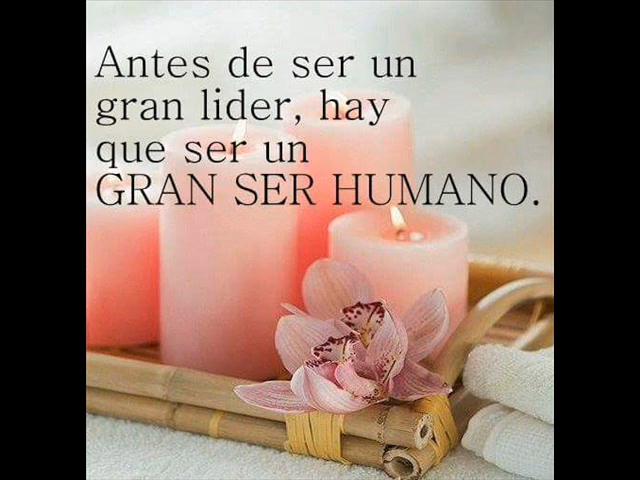 Antes de ser un
gran lider, hay
que ser un
GRAN SER HUMANO.